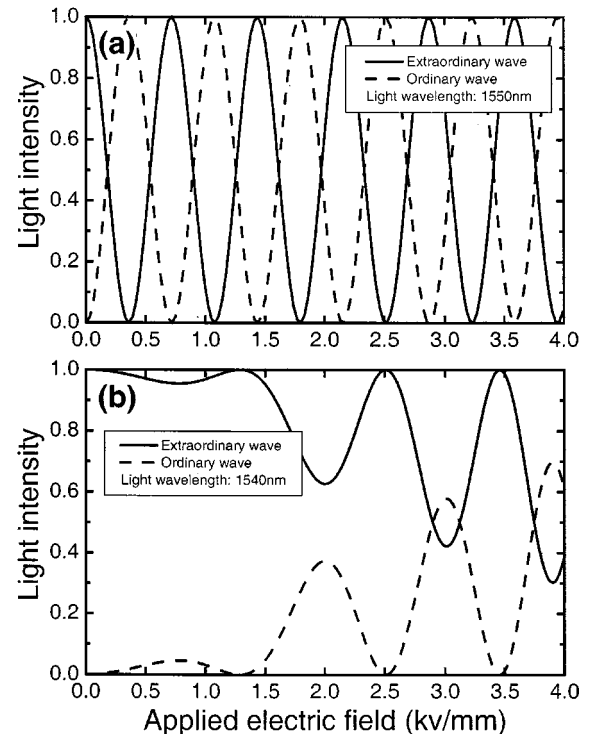 (a)
Extraordinary wave
Ordinary wave
Light wavelength: 1550nm
Light intensity
1.0
0.8
0.6
0.4
0.2
0.0
0.0 0.5 1.0 1.5 2.0 2.5 3.0 3.5 4.0
(b)
Extraordinary wave
Ordinary wave
Light wavelength: 1540nm
Light intensity
1.0
0.8
0.6
0.4
0.2
0.0
0.0 0.5 1.0 1.5 2.0 2.5 3.0 3.5 4.0
Applied electric field (kv/mm)